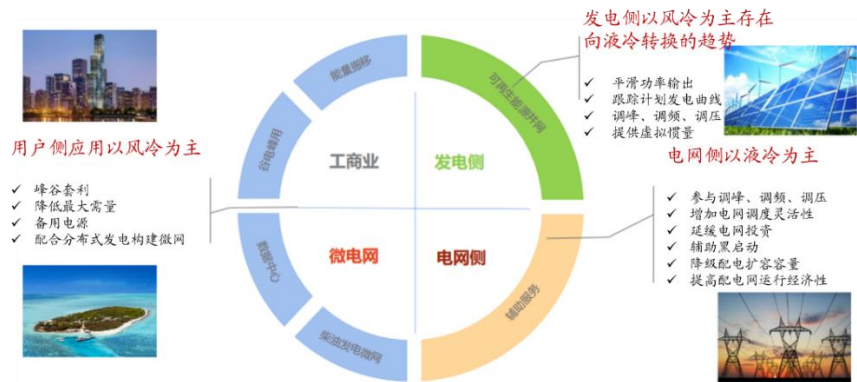 发电侧以风冷为主存在
向液冷转换的趋势
✓ 平滑功率输出
✓ 跟踪计划发电曲线
✓ 调峰、调频、调压
✓ 提供虚拟惯量
用户侧应用以风冷为主
✓ 峰谷套利
✓ 降低最大需量
✓ 备用电源
✓ 配合分布式发电构建微网
能量搬移
谷电峰用
数据中心
柴油发电微网
可再生能源并网
辅助服务
工商业
发电侧
微电网
电网侧
电网侧以液冷为主
✓ 参与调峰、调频、调压
✓ 增加电网调度灵活性
✓ 延缓电网投资
✓ 辅助黑启动
✓ 降级配电扩容容量
✓ 提高配电网运行经济性